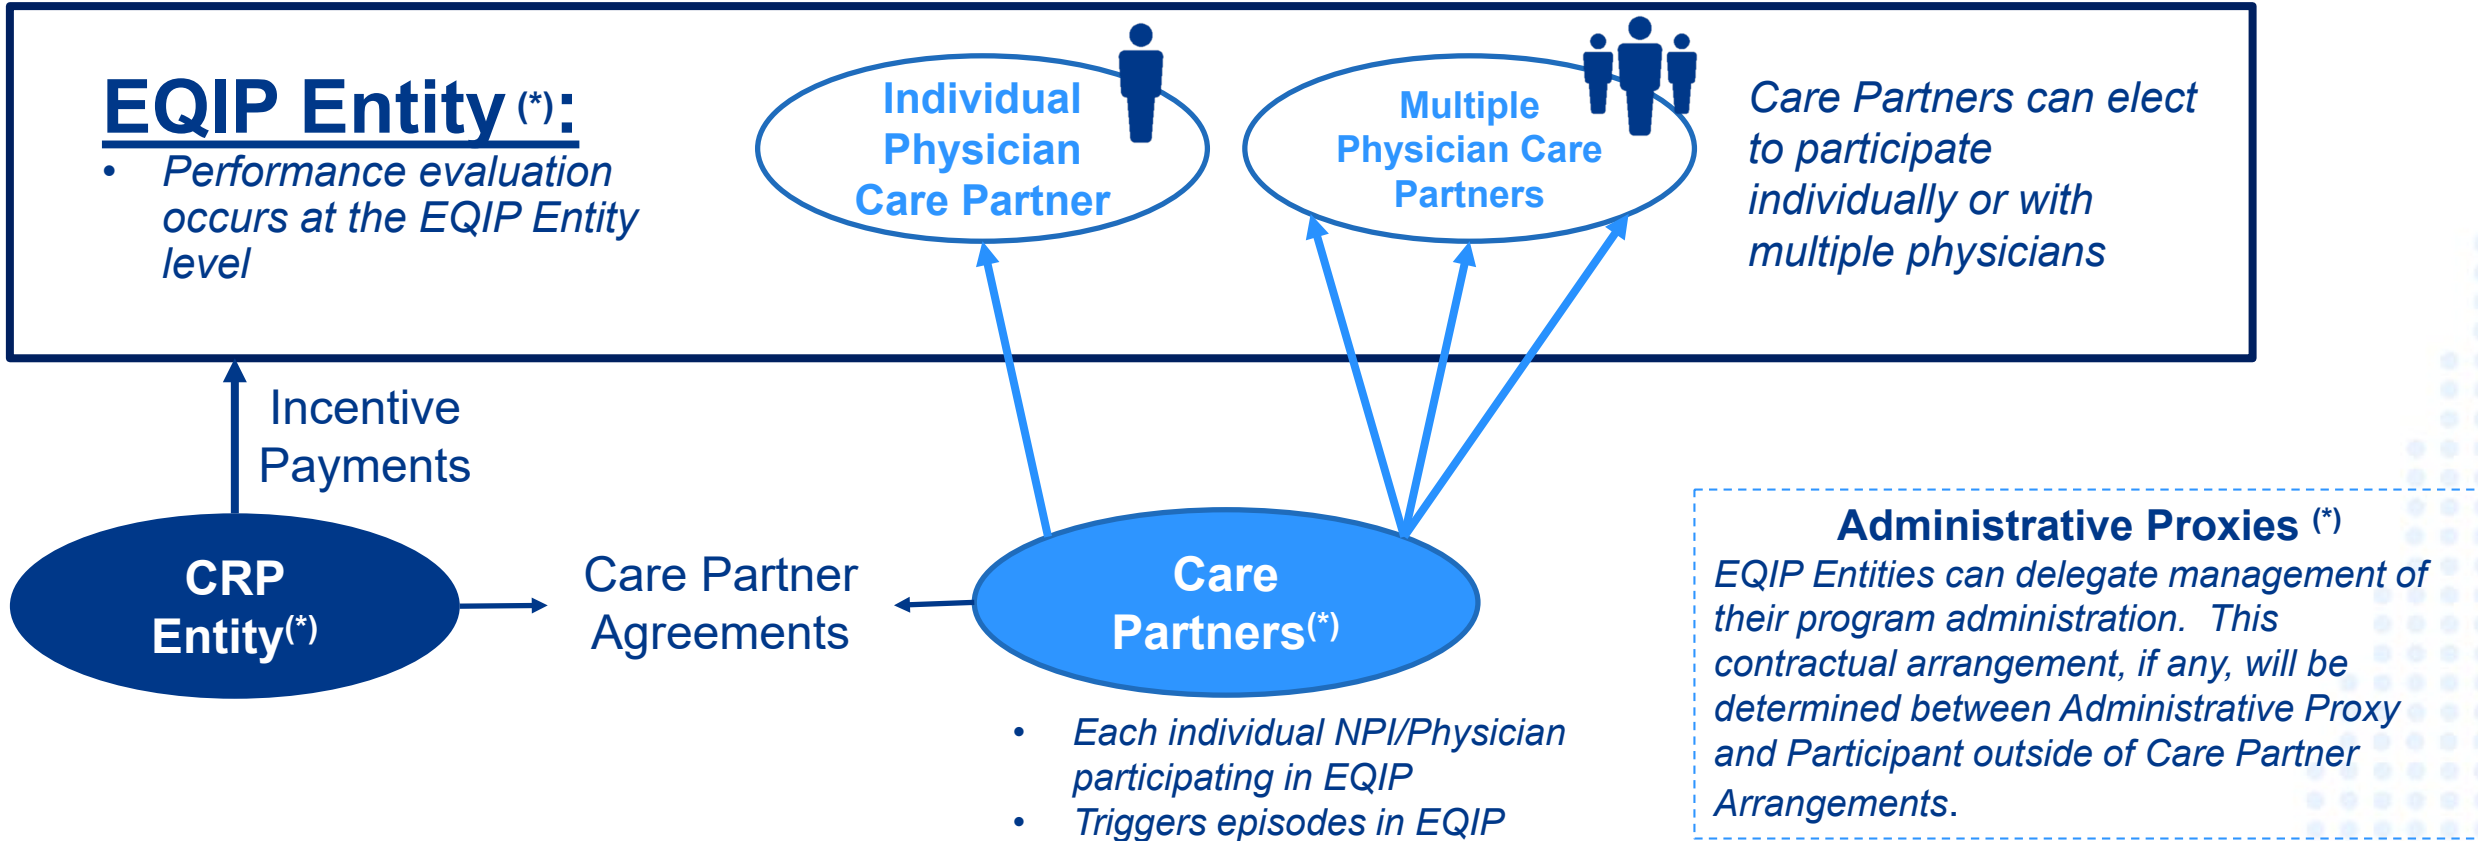 EQIP Entity (*):
• Performance evaluation
occurs at the EQIP Entity
level
Individual
Physician
Care Partner
Multiple
Physician Care
Partners
Care Partners can elect
to participate
individually or with
multiple physicians
Incentive
Payments
CRP
Entity(*)
Care Partner
Agreements
Care
Partners(*)
• Each individual NPI/Physician
participating in EQIP
• Triggers episodes in EQIP
Administrative Proxies (*)
EQIP Entities can delegate management of
their program administration. This
contractual arrangement, if any, will be
determined between Administrative Proxy
and Participant outside of Care Partner
Arrangements.